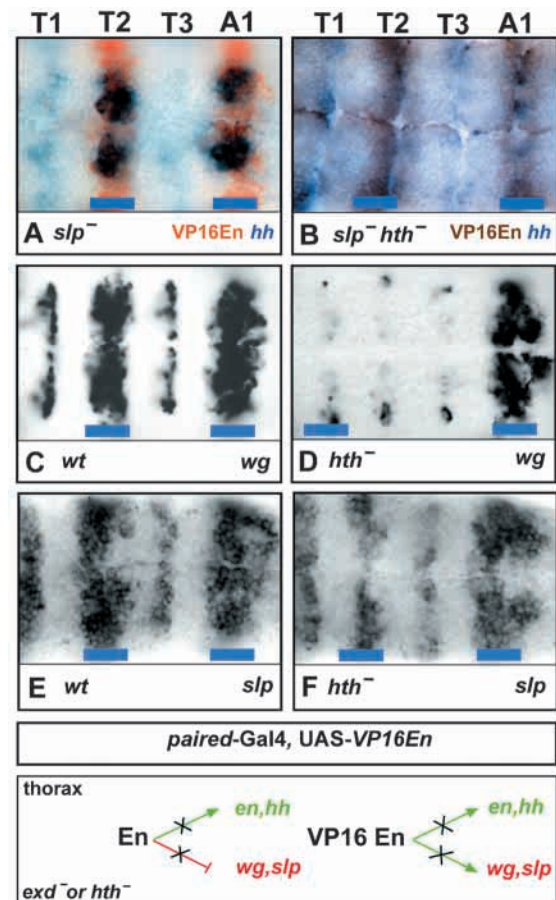 T1 T2 T3 A1 T1 T2 T3 A1
A slp⁻ VP16En hh
B slp⁻ hth⁻ VP16En hh
C wt wg
D hth⁻ wg
E wt slp
F hth⁻ slp
paired-Gal4, UAS-VP16En
thorax
En en,hh VP16 En en,hh
wg,slp wg,slp
exd⁻ or hth⁻